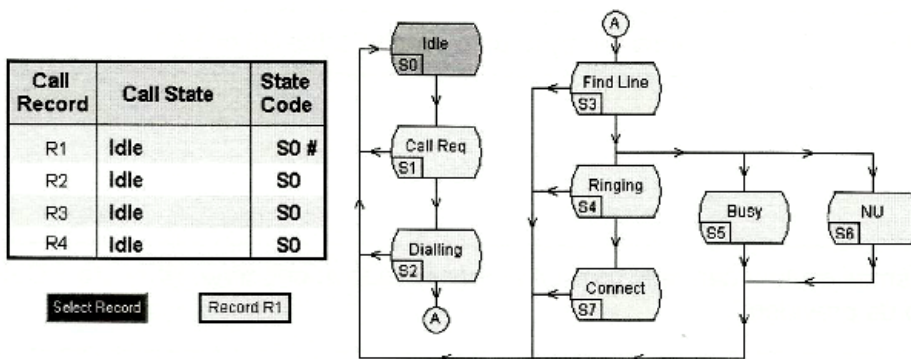 Call Record Call State State Code
R1 Idle S0 #
R2 Idle S0
R3 Idle S0
R4 Idle S0
Select Record Record R1
Idle
S0
Call Req
S1
Dialling
S2
A
A
Find Line
S3
Ringing
S4
Connect
S7
Busy
S5
NU
S6